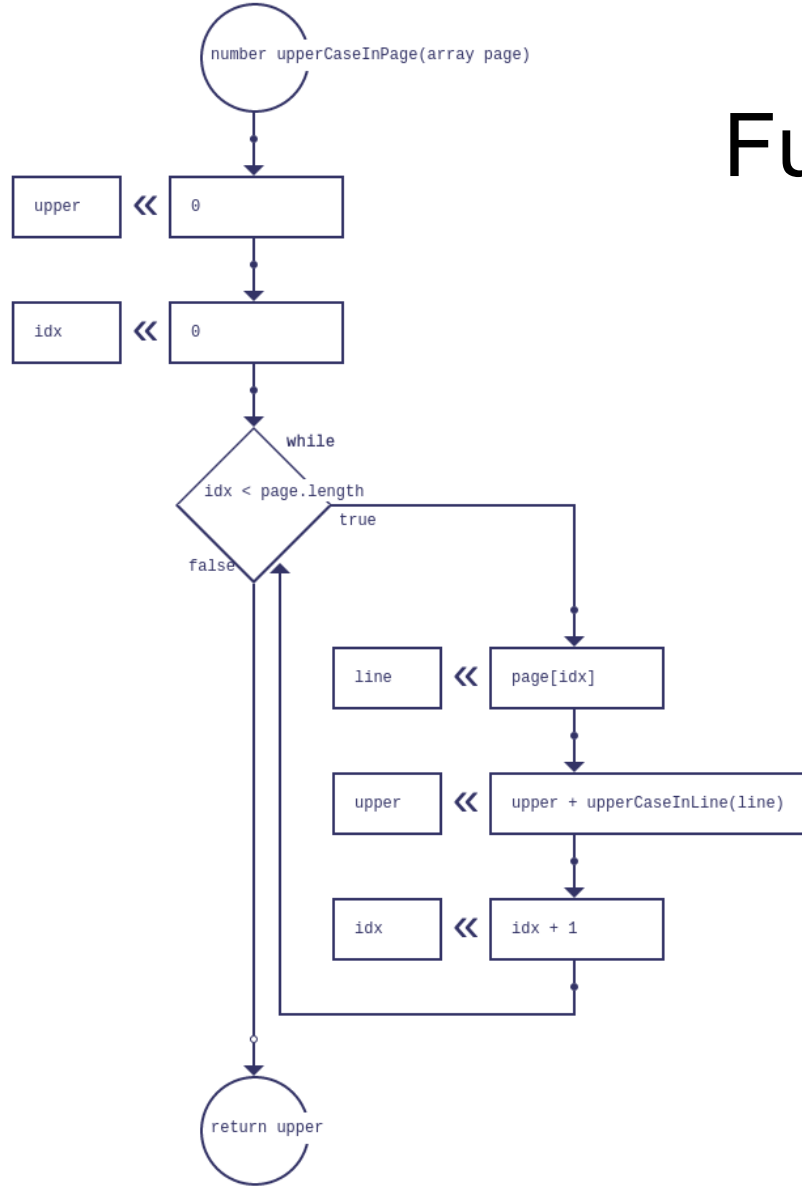 number upperCaseInPage(array page)
Fu
upper « 0
idx « 0
while
idx < page.length
true
false
line « page[idx]
upper « upper + upperCaseInLine(line)
idx « idx + 1
return upper